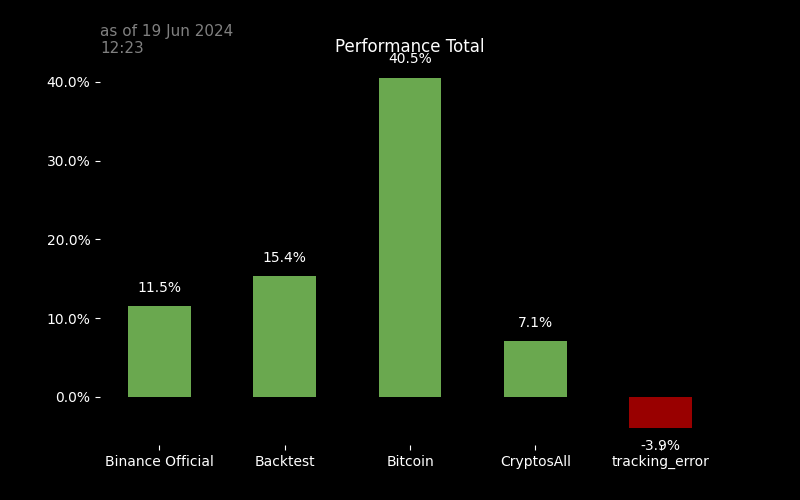 as of 19 Jun 2024
12:23
Performance Total
40.5%
40.0%
30.0%
20.0%
15.4%
11.5%
10.0%
7.1%
0.0%
-3.9%
Binance Official
Backtest
Bitcoin
CryptosAll
tracking_error